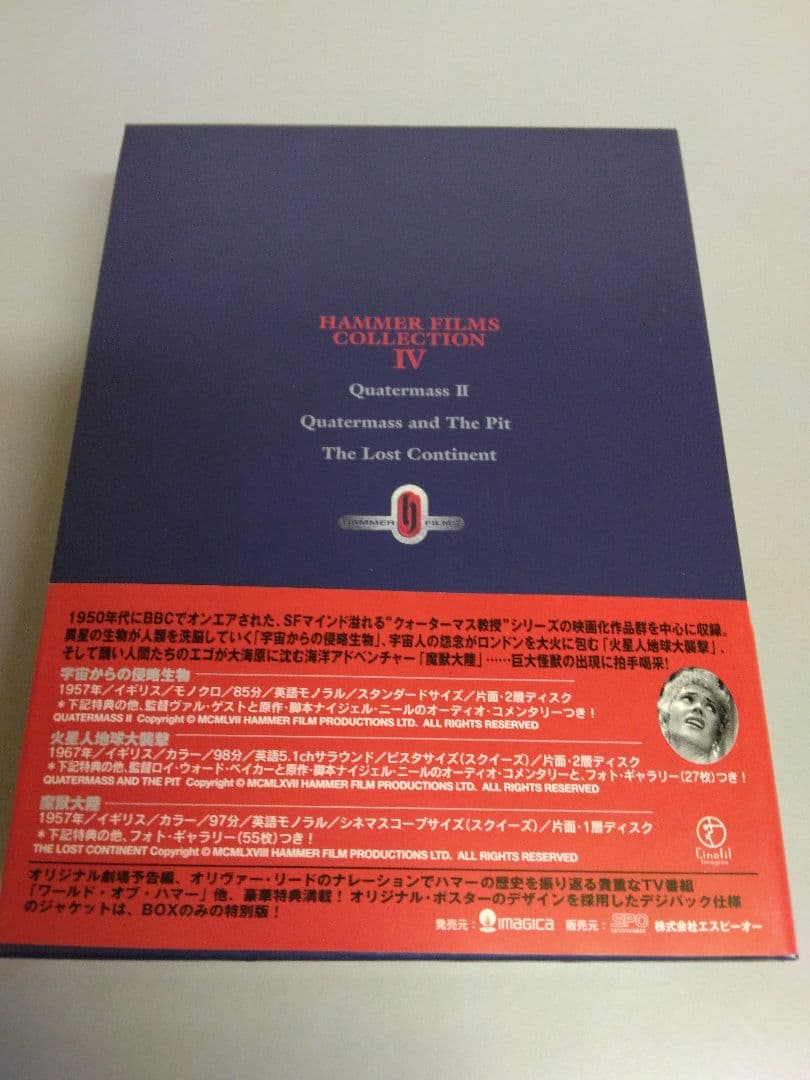 HAMMER FILMS
COLLECTION
IV
Quatermass II
Quatermass and The Pit
The Lost Continent
HAMMER FILMS
1950年代にBBCでオンエアされた、SFマインド溢れる"クォーターマス教授"シリーズの映画化作品群を中心に収録。
異星の生物が人類を洗脳していく「宇宙からの侵略生物」、宇宙人の怨念がロンドンを大火に包む「火星人地球大襲撃」、
そして醜い人間たちのエゴが大海原に沈む海洋アドベンチャー「魔獣大陸」……巨大怪獣の出現に拍手喝采!
宇宙からの侵略生物
1957年/イギリス/モノクロ/85分/英語モノラル/スタンダードサイズ/片面・2層ディスク
*下記特典の他、監督ヴァル・ゲストと原作・脚本ナイジェル・ニールのオーディオ・コメンタリーつき!
QUATERMASS II Copyright © MCMLVII HAMMER FILM PRODUCTIONS LTD. ALL RIGHTS RESERVED
火星人地球大襲撃
1967年/イギリス/カラー/98分/英語5.1chサラウンド/ビスタサイズ(スクイーズ)/片面・2層ディスク
*下記特典の他、監督ロイ・ウォード・ベイカーと原作・脚本ナイジェル・ニールのオーディオ・コメンタリーと、フォト・ギャラリー(27枚)つき!
QUATERMASS AND THE PIT Copyright © MCMLXVII HAMMER FILM PRODUCTIONS LTD. ALL RIGHTS RESERVED
魔獣大陸
1957年/イギリス/カラー/97分/英語モノラル/シネマスコープサイズ(スクイーズ)/片面・1層ディスク
*下記特典の他、フォト・ギャラリー(55枚)つき!
THE LOST CONTINENT Copyright © MCMLXVIII HAMMER FILM PRODUCTIONS LTD. ALL RIGHTS RESERVED
Cinefil
Imagica
オリジナル劇場予告編、オリヴァー・リードのナレーションでハマーの歴史を振り返る貴重なTV番組
「ワールド・オブ・ハマー」他、豪華特典満載! オリジナル・ポスターのデザインを採用したデジパック仕様
のジャケットは、BOXのみの特別版!
発売元: IMAGICA 販売元: SPO 株式会社エスピーオー